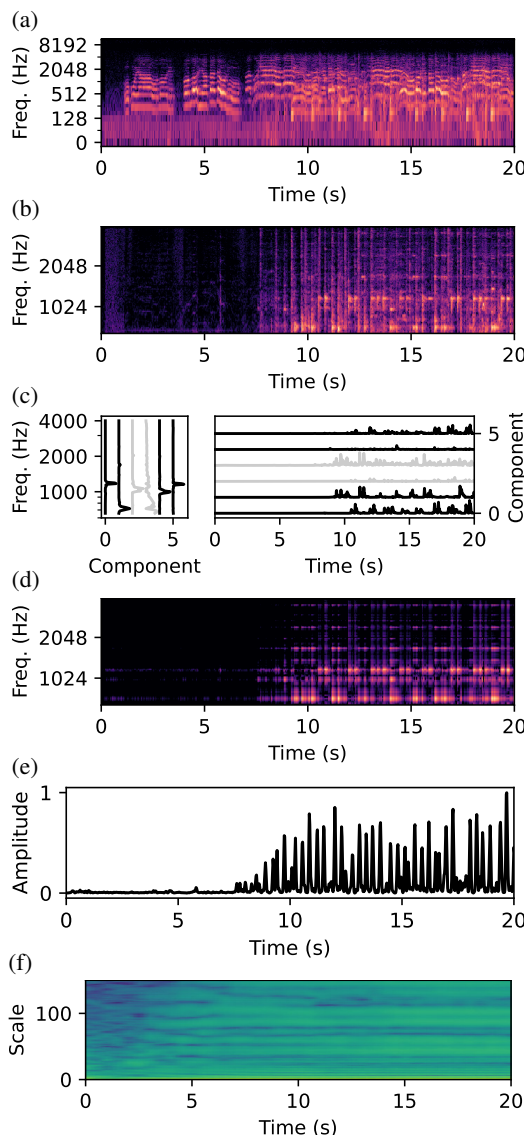 (a)
Freq. (Hz)
8192
2048
512
128
0
0 5 10 15 20
Time (s)
(b)
Freq. (Hz)
2048
1024
0 5 10 15 20
Time (s)
(c)
Freq. (Hz)
4000
2000
1000
0 5
Component
0 5 10 15 20
Time (s)
5
0
Component
(d)
Freq. (Hz)
2048
1024
0 5 10 15 20
Time (s)
(e)
Amplitude
1
0
0 5 10 15 20
Time (s)
(f)
Scale
100
0
0 5 10 15 20
Time (s)